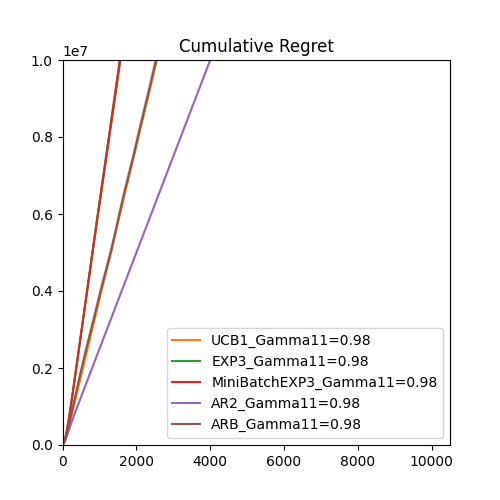 Cumulative Regret
1e7
1.0
0.8
0.6
0.4
0.2
0.0
0 2000 4000 6000 8000 10000
UCB1_Gamma11=0.98
EXP3_Gamma11=0.98
MiniBatchEXP3_Gamma11=0.98
AR2_Gamma11=0.98
ARB_Gamma11=0.98